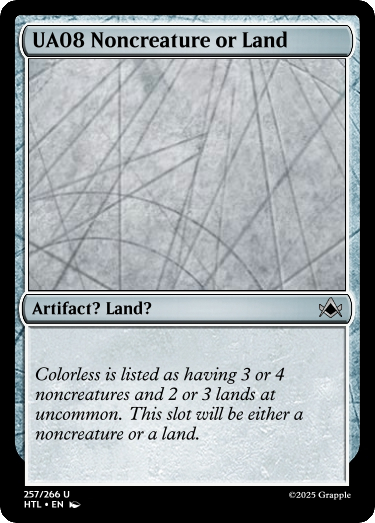 UA08 Noncreature or Land
Artifact? Land?
Colorless is listed as having 3 or 4
noncreatures and 2 or 3 lands at
uncommon. This slot will be either a
noncreature or a land.
257/266 U
HTL • EN
©2025 Grapple